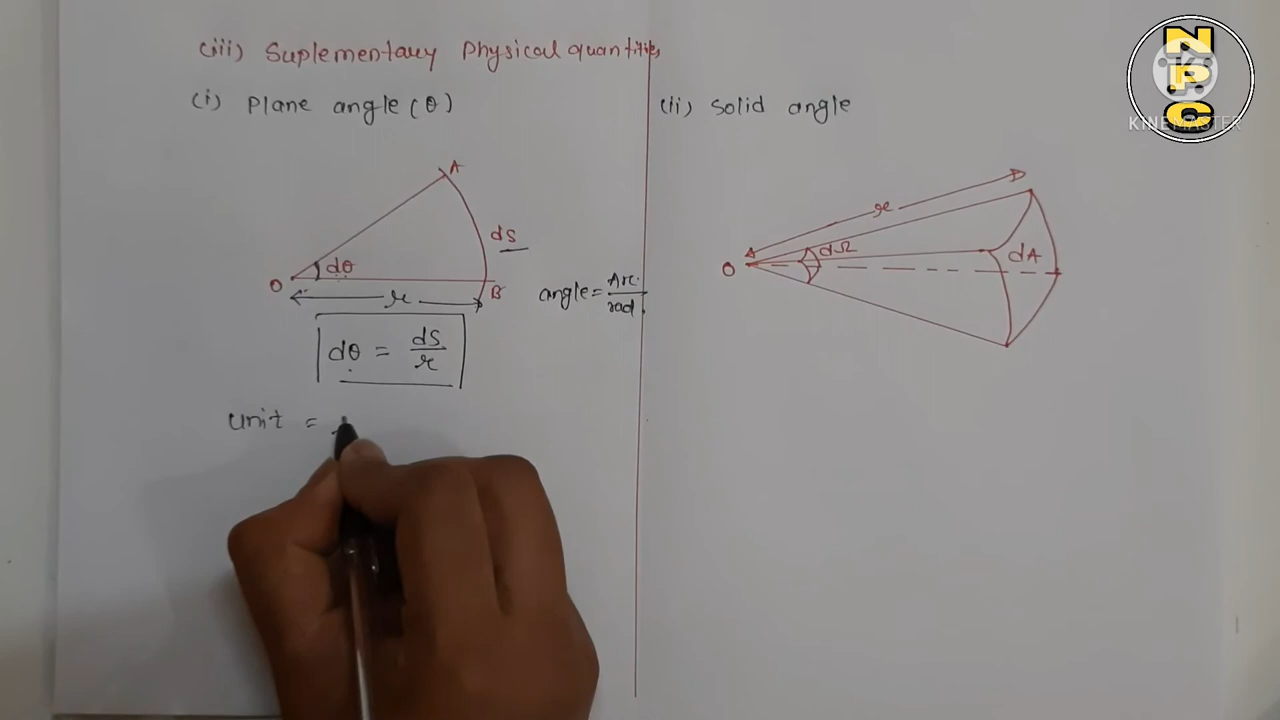 (iii) Suplementary Physical quantities
(i) Plane angle (θ)
A
ds
dθ
O
B
r
angle = Arc / rad
dθ = ds / r
unit =
(ii) Solid angle
r
O
dΩ
dA
NPC
KINEMASTER